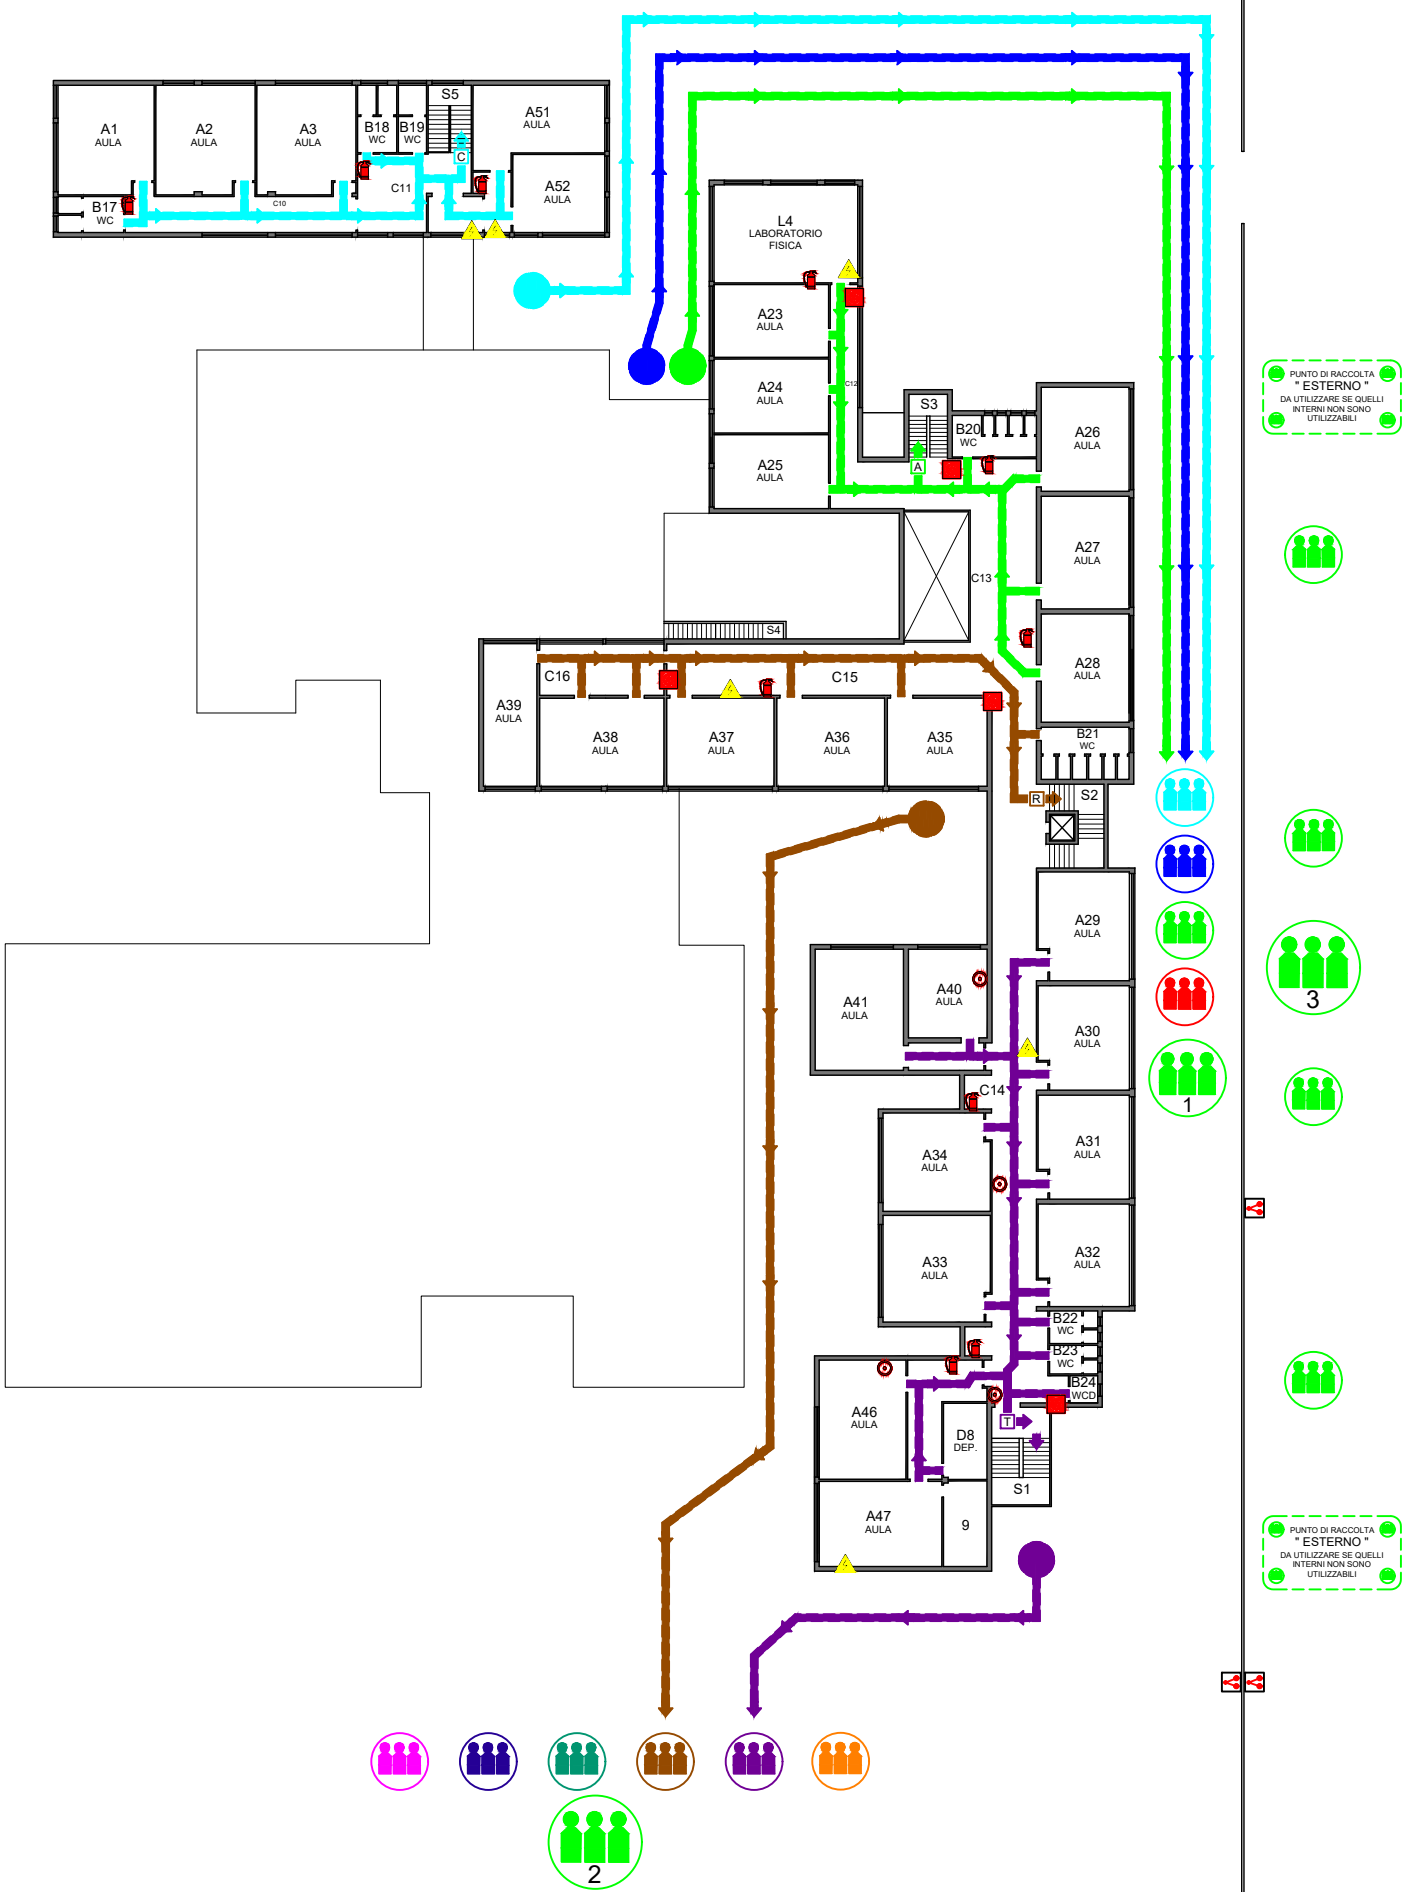 S5
A1
AULA
A2
AULA
A3
AULA
B18
WC
B19
WC
A51
AULA
C
C11
A52
AULA
B17
WC
C10
L4
LABORATORIO
FISICA
A23
AULA
A24
AULA
C12
A25
AULA
S3
B20
WC
A
A26
AULA
A27
AULA
C13
A28
AULA
S4
C16
C15
A39
AULA
A38
AULA
A37
AULA
A36
AULA
A35
AULA
B21
WC
R
S2
A29
AULA
A41
AULA
A40
AULA
A30
AULA
C14
A31
AULA
A34
AULA
A33
AULA
A32
AULA
B22
WC
B23
WC
B24
WCD
A46
AULA
D8
DEP.
T
S1
A47
AULA
9
PUNTO DI RACCOLTA
" ESTERNO "
DA UTILIZZARE SE QUELLI
INTERNI NON SONO
UTILIZZABILI
3
1
PUNTO DI RACCOLTA
" ESTERNO "
DA UTILIZZARE SE QUELLI
INTERNI NON SONO
UTILIZZABILI
2